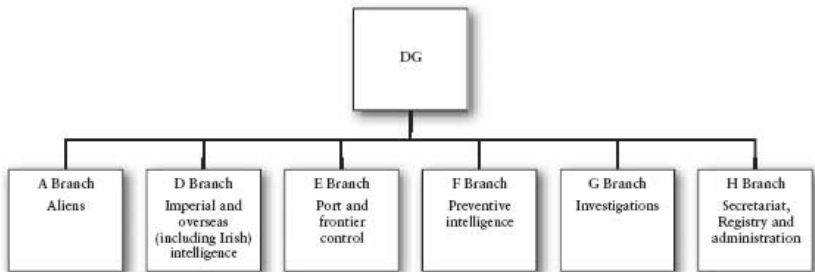 DG
A Branch
Aliens
D Branch
Imperial and
overseas
(including Irish)
intelligence
E Branch
Port and
frontier
control
F Branch
Preventive
intelligence
G Branch
Investigations
H Branch
Secretariat,
Registry and
administration